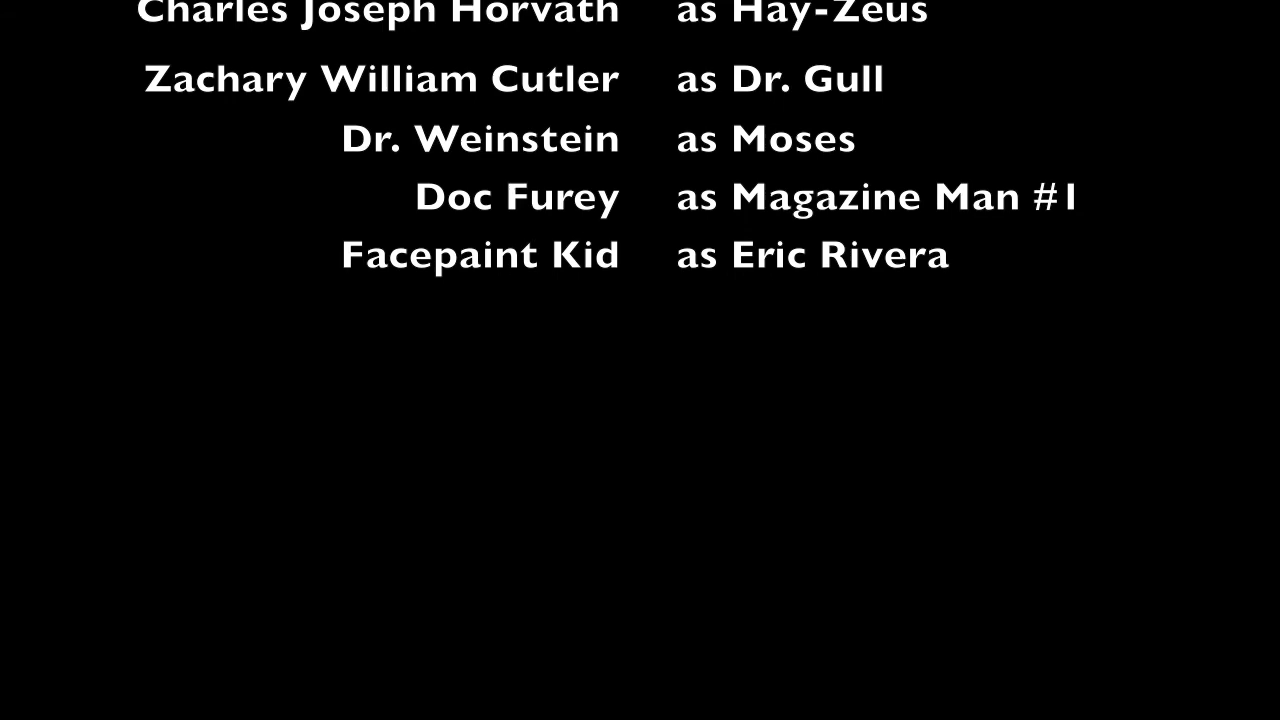 Charles Joseph Horvath as Hay-Zeus
Zachary William Cutler as Dr. Gull
Dr. Weinstein as Moses
Doc Furey as Magazine Man #1
Facepaint Kid as Eric Rivera